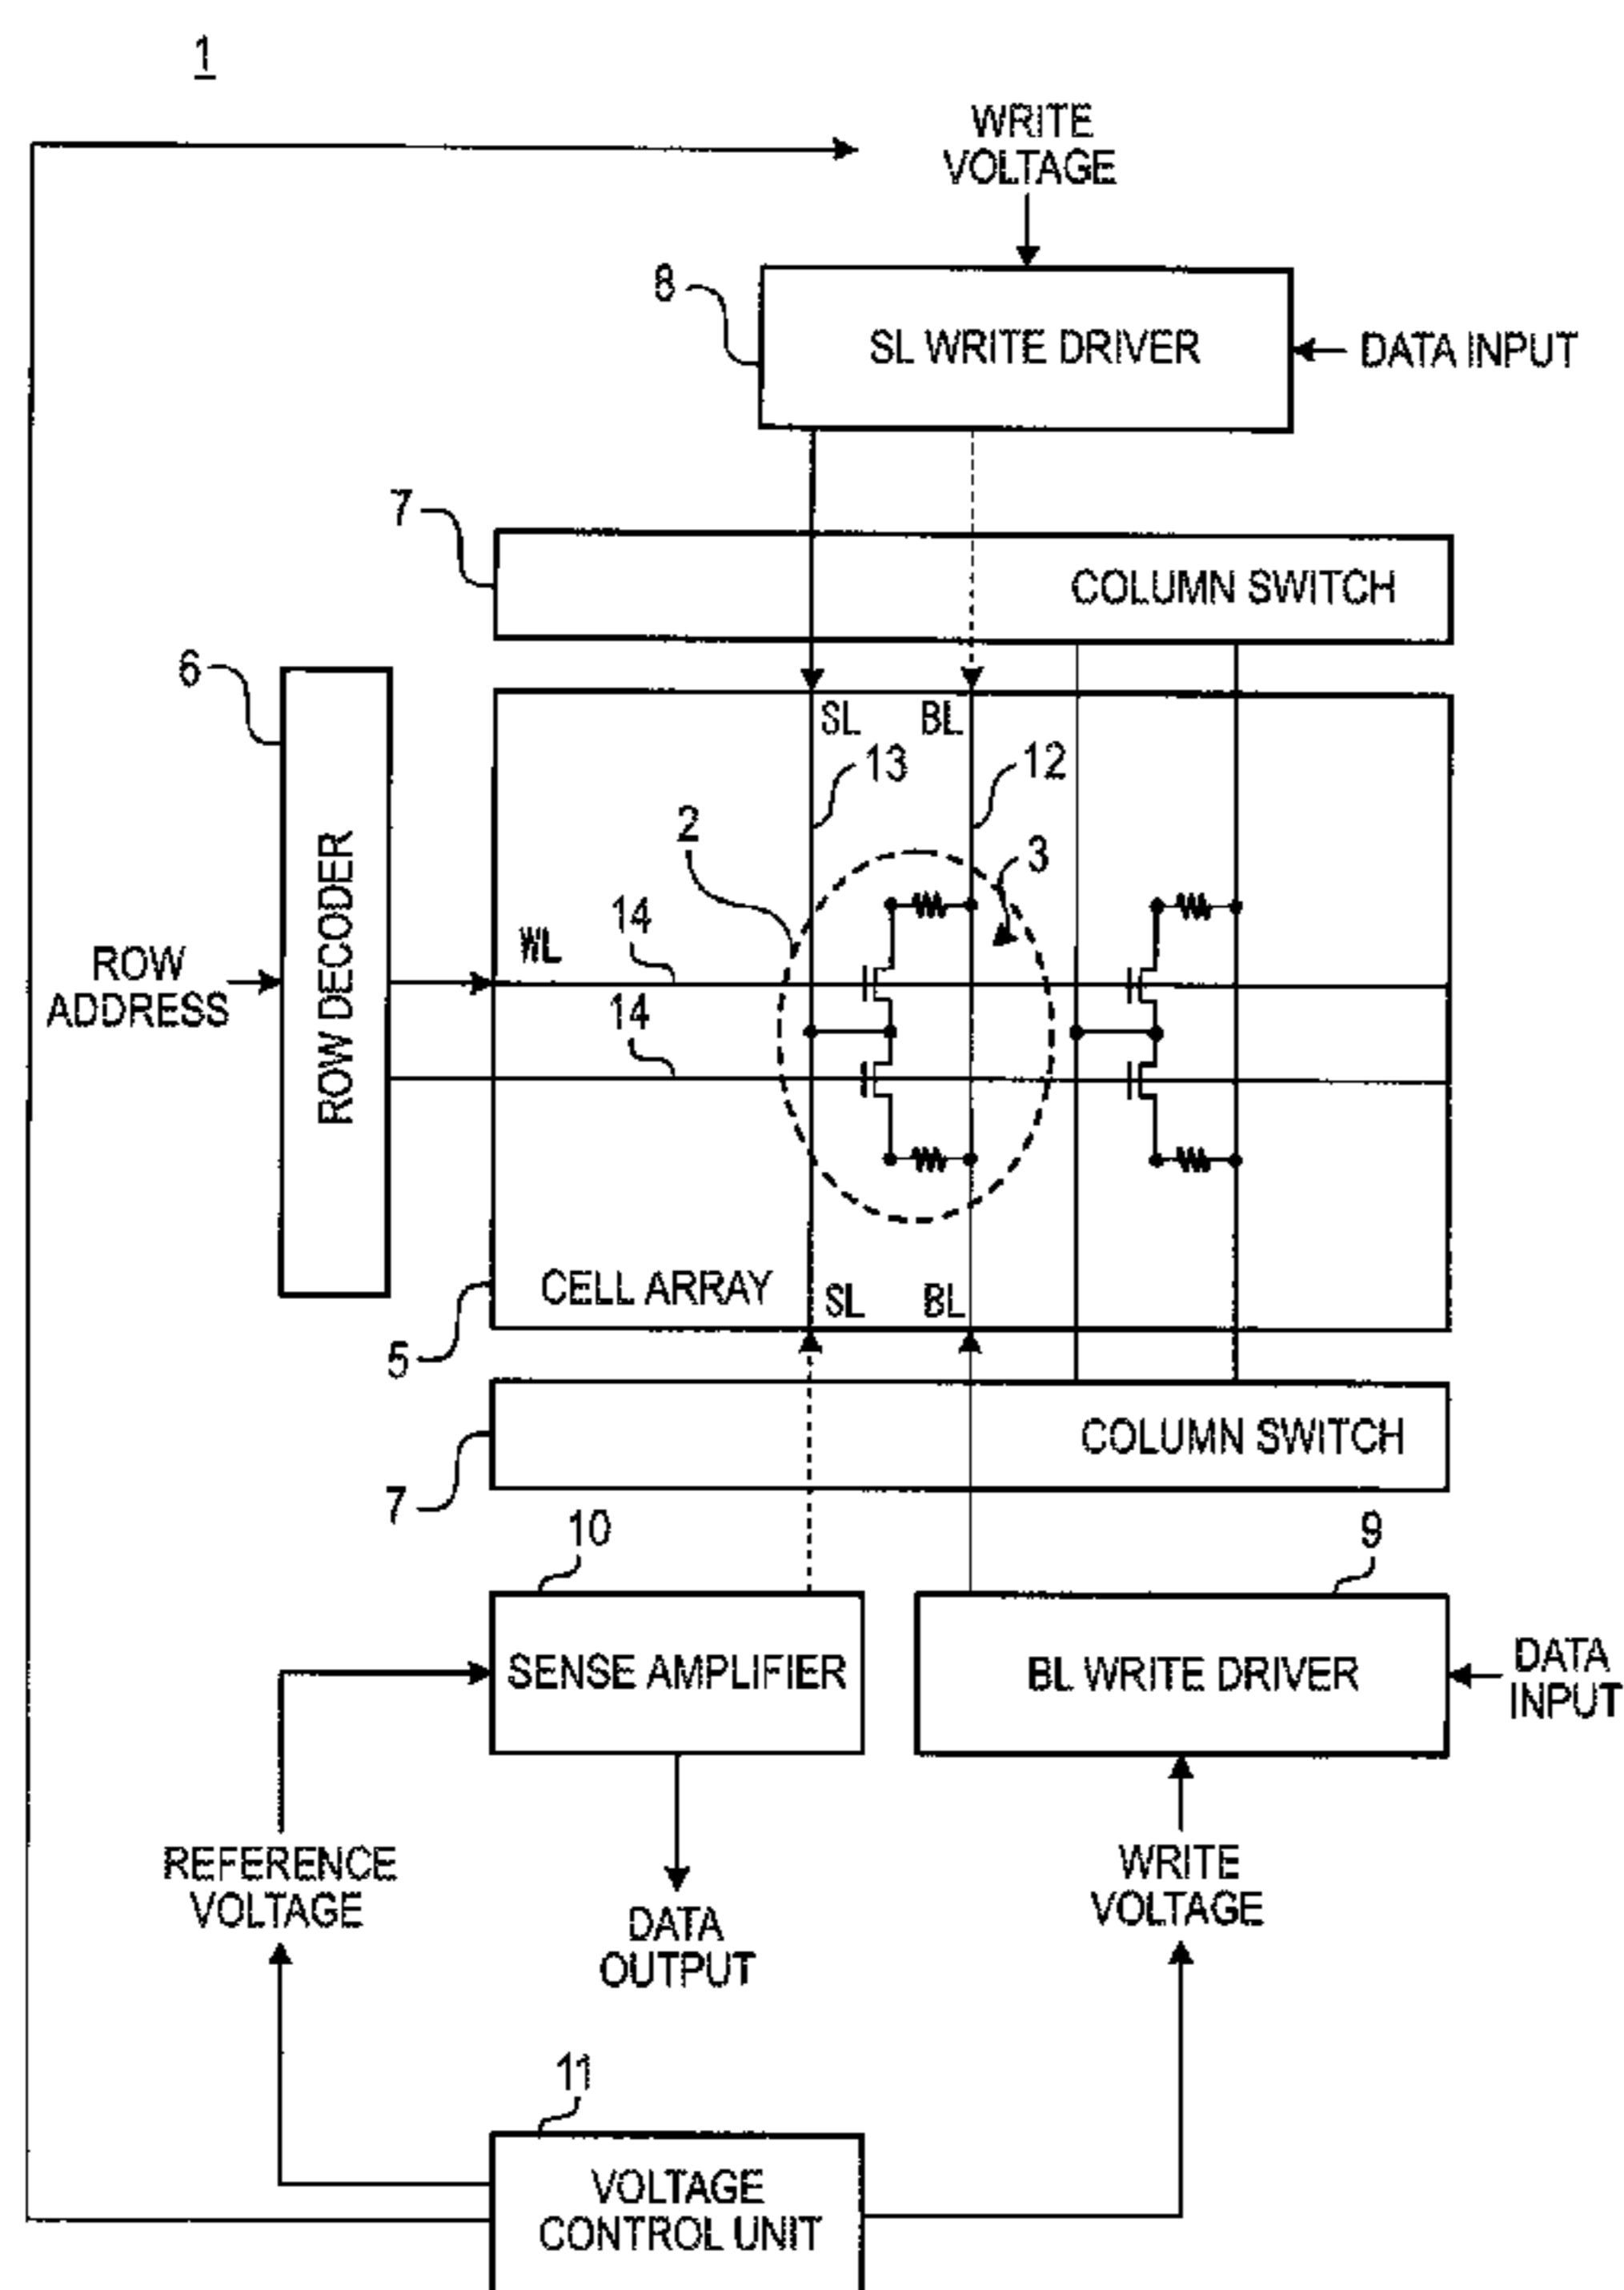 1
WRITE
VOLTAGE
8
SL WRITE DRIVER
DATA INPUT
7
COLUMN SWITCH
6
SL
BL
13
12
2
3
ROW DECODER
ROW
ADDRESS
WL
14
14
CELL ARRAY
SL
BL
5
COLUMN SWITCH
7
10
9
SENSE AMPLIFIER
BL WRITE DRIVER
DATA
INPUT
REFERENCE
VOLTAGE
WRITE
VOLTAGE
DATA
OUTPUT
11
VOLTAGE
CONTROL UNIT